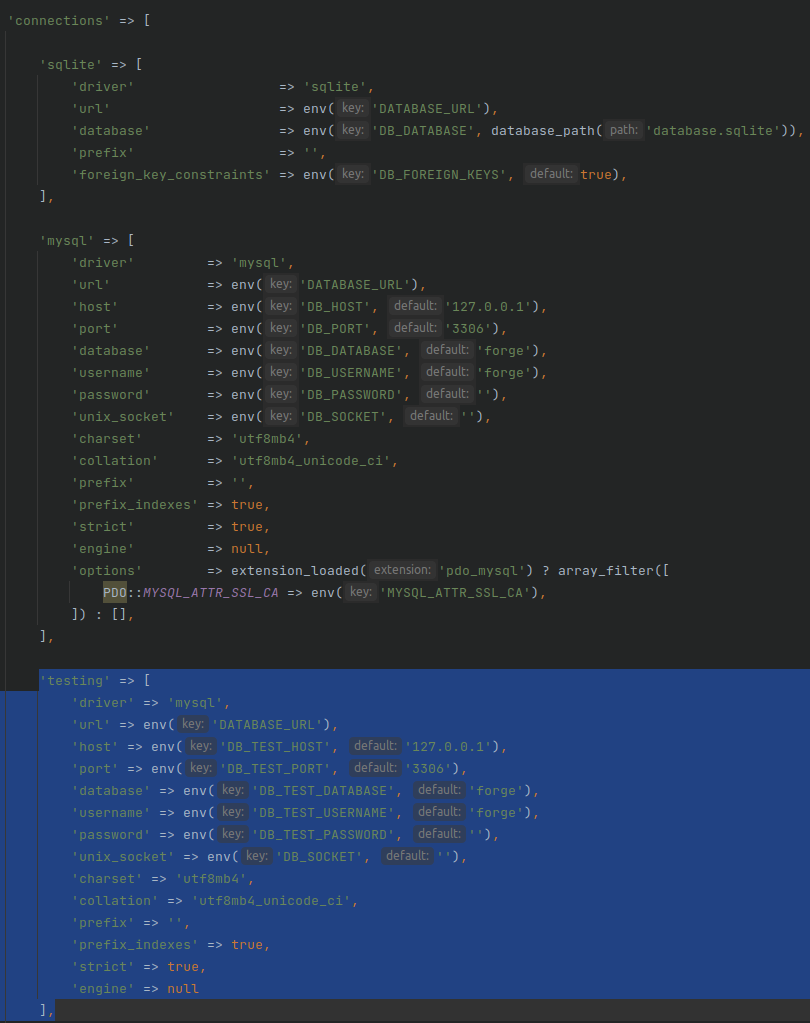 'connections' => [
'sqlite' => [
'driver' => 'sqlite',
'url' => env( key: 'DATABASE_URL'),
'database' => env( key: 'DB_DATABASE', database_path( path: 'database.sqlite')),
'prefix' => '',
'foreign_key_constraints' => env( key: 'DB_FOREIGN_KEYS', default: true),
],
'mysql' => [
'driver' => 'mysql',
'url' => env( key: 'DATABASE_URL'),
'host' => env( key: 'DB_HOST', default: '127.0.0.1'),
'port' => env( key: 'DB_PORT', default: '3306'),
'database' => env( key: 'DB_DATABASE', default: 'forge'),
'username' => env( key: 'DB_USERNAME', default: 'forge'),
'password' => env( key: 'DB_PASSWORD', default: ''),
'unix_socket' => env( key: 'DB_SOCKET', default: ''),
'charset' => 'utf8mb4',
'collation' => 'utf8mb4_unicode_ci',
'prefix' => '',
'prefix_indexes' => true,
'strict' => true,
'engine' => null,
'options' => extension_loaded( extension: 'pdo_mysql') ? array_filter([
PDO::MYSQL_ATTR_SSL_CA => env( key: 'MYSQL_ATTR_SSL_CA'),
]) : [],
],
'testing' => [
'driver' => 'mysql',
'url' => env( key: 'DATABASE_URL'),
'host' => env( key: 'DB_TEST_HOST', default: '127.0.0.1'),
'port' => env( key: 'DB_TEST_PORT', default: '3306'),
'database' => env( key: 'DB_TEST_DATABASE', default: 'forge'),
'username' => env( key: 'DB_TEST_USERNAME', default: 'forge'),
'password' => env( key: 'DB_TEST_PASSWORD', default: ''),
'unix_socket' => env( key: 'DB_SOCKET', default: ''),
'charset' => 'utf8mb4',
'collation' => 'utf8mb4_unicode_ci',
'prefix' => '',
'prefix_indexes' => true,
'strict' => true,
'engine' => null
],